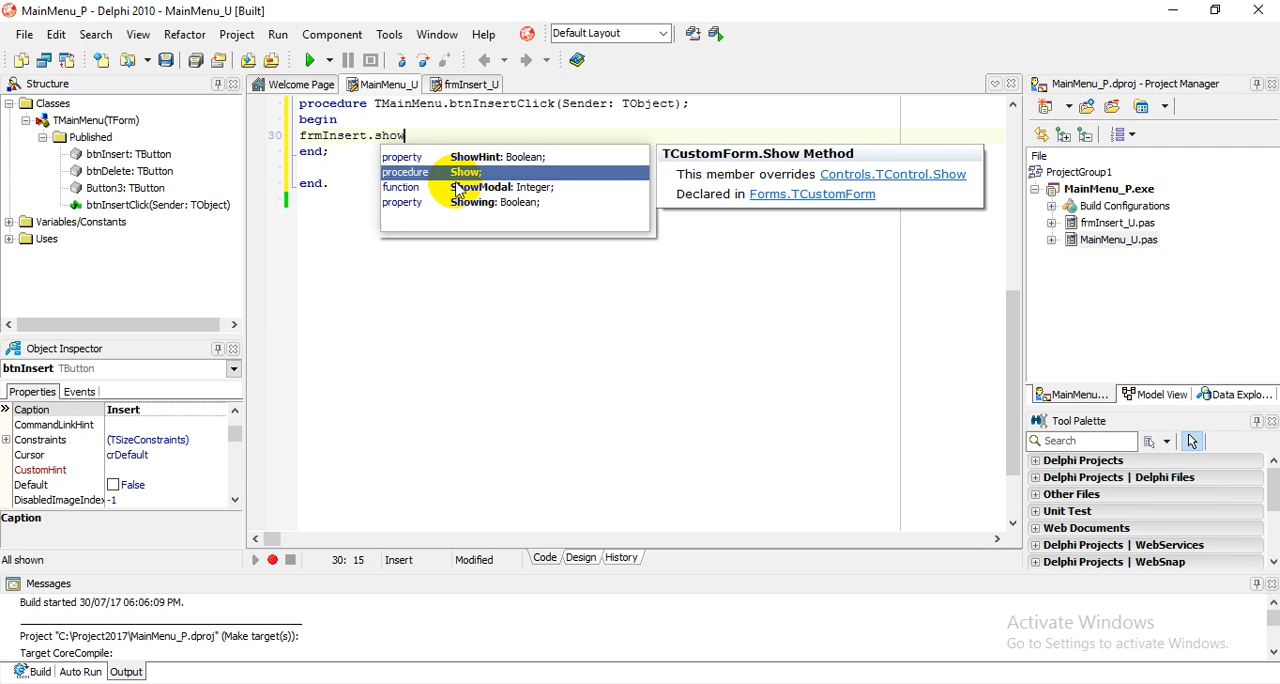 MainMenu_P - Delphi 2010 - MainMenu_U [Built]
File Edit Search View Refactor Project Run Component Tools Window Help Default Layout
Structure
Classes
TMainMenu(TForm)
Published
btnInsert: TButton
btnDelete: TButton
Button3: TButton
btnInsertClick(Sender: TObject)
Variables/Constants
Uses
Object Inspector
btnInsert TButton
Properties Events
Caption Insert
CommandLinkHint
Constraints (TSizeConstraints)
Cursor crDefault
CustomHint
Default False
DisabledImageIndex -1
Caption
All shown
Welcome Page MainMenu_U frmInsert_U
procedure TMainMenu.btnInsertClick(Sender: TObject);
begin
30 frmInsert.show
end;
end.
property ShowHint: Boolean;
procedure Show;
function ShowModal: Integer;
property Showing: Boolean;
TCustomForm.Show Method
This member overrides Controls.TControl.Show
Declared in Forms.TCustomForm
30: 15 Insert Modified Code Design History
MainMenu_P.dproj - Project Manager
File
ProjectGroup1
MainMenu_P.exe
Build Configurations
frmInsert_U.pas
MainMenu_U.pas
MainMenu... Model View Data Explo...
Tool Palette
Search
Delphi Projects
Delphi Projects | Delphi Files
Other Files
Unit Test
Web Documents
Delphi Projects | WebServices
Delphi Projects | WebSnap
Messages
Build started 30/07/17 06:06:09 PM.
Project "C:\Project2017\MainMenu_P.dproj" (Make target(s)):
Target CoreCompile:
Build Auto Run Output
Activate Windows
Go to Settings to activate Windows.